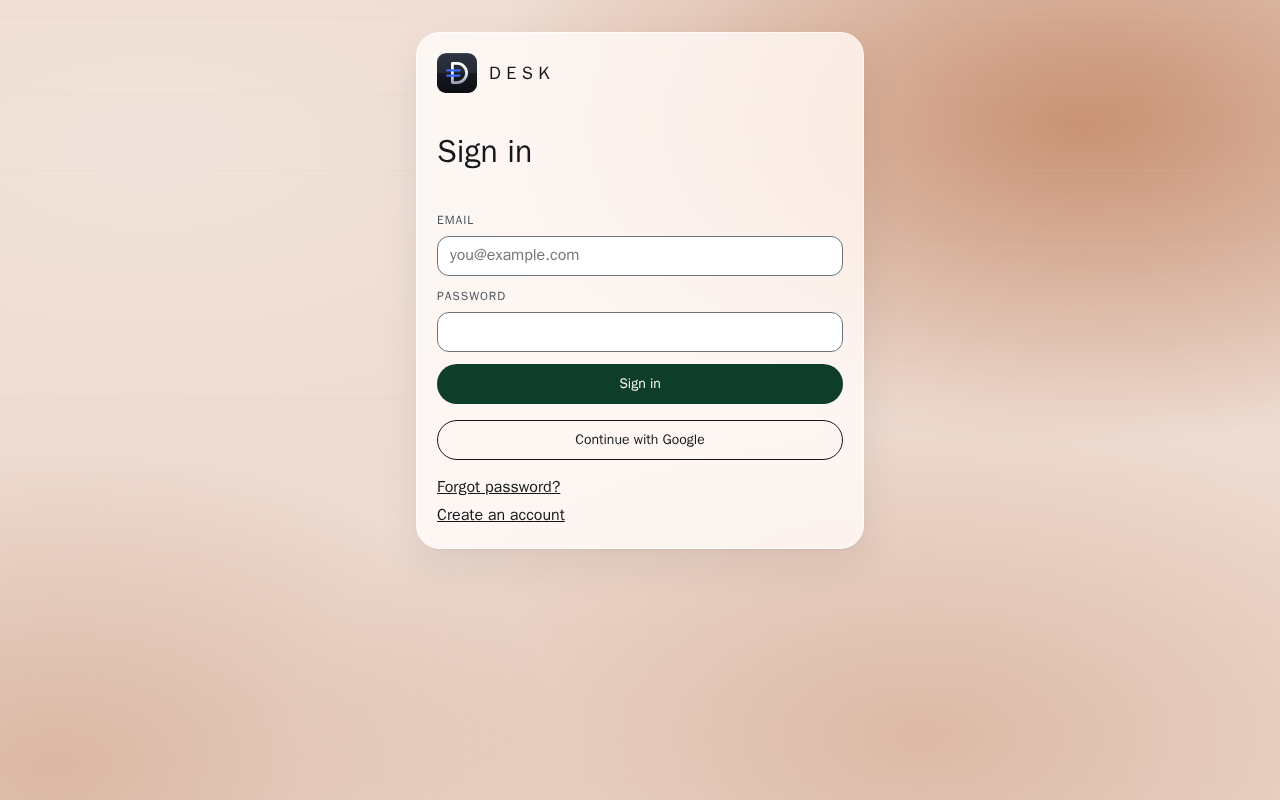 DESK
Sign in
EMAIL
you@example.com
PASSWORD
Sign in
Continue with Google
Forgot password?
Create an account